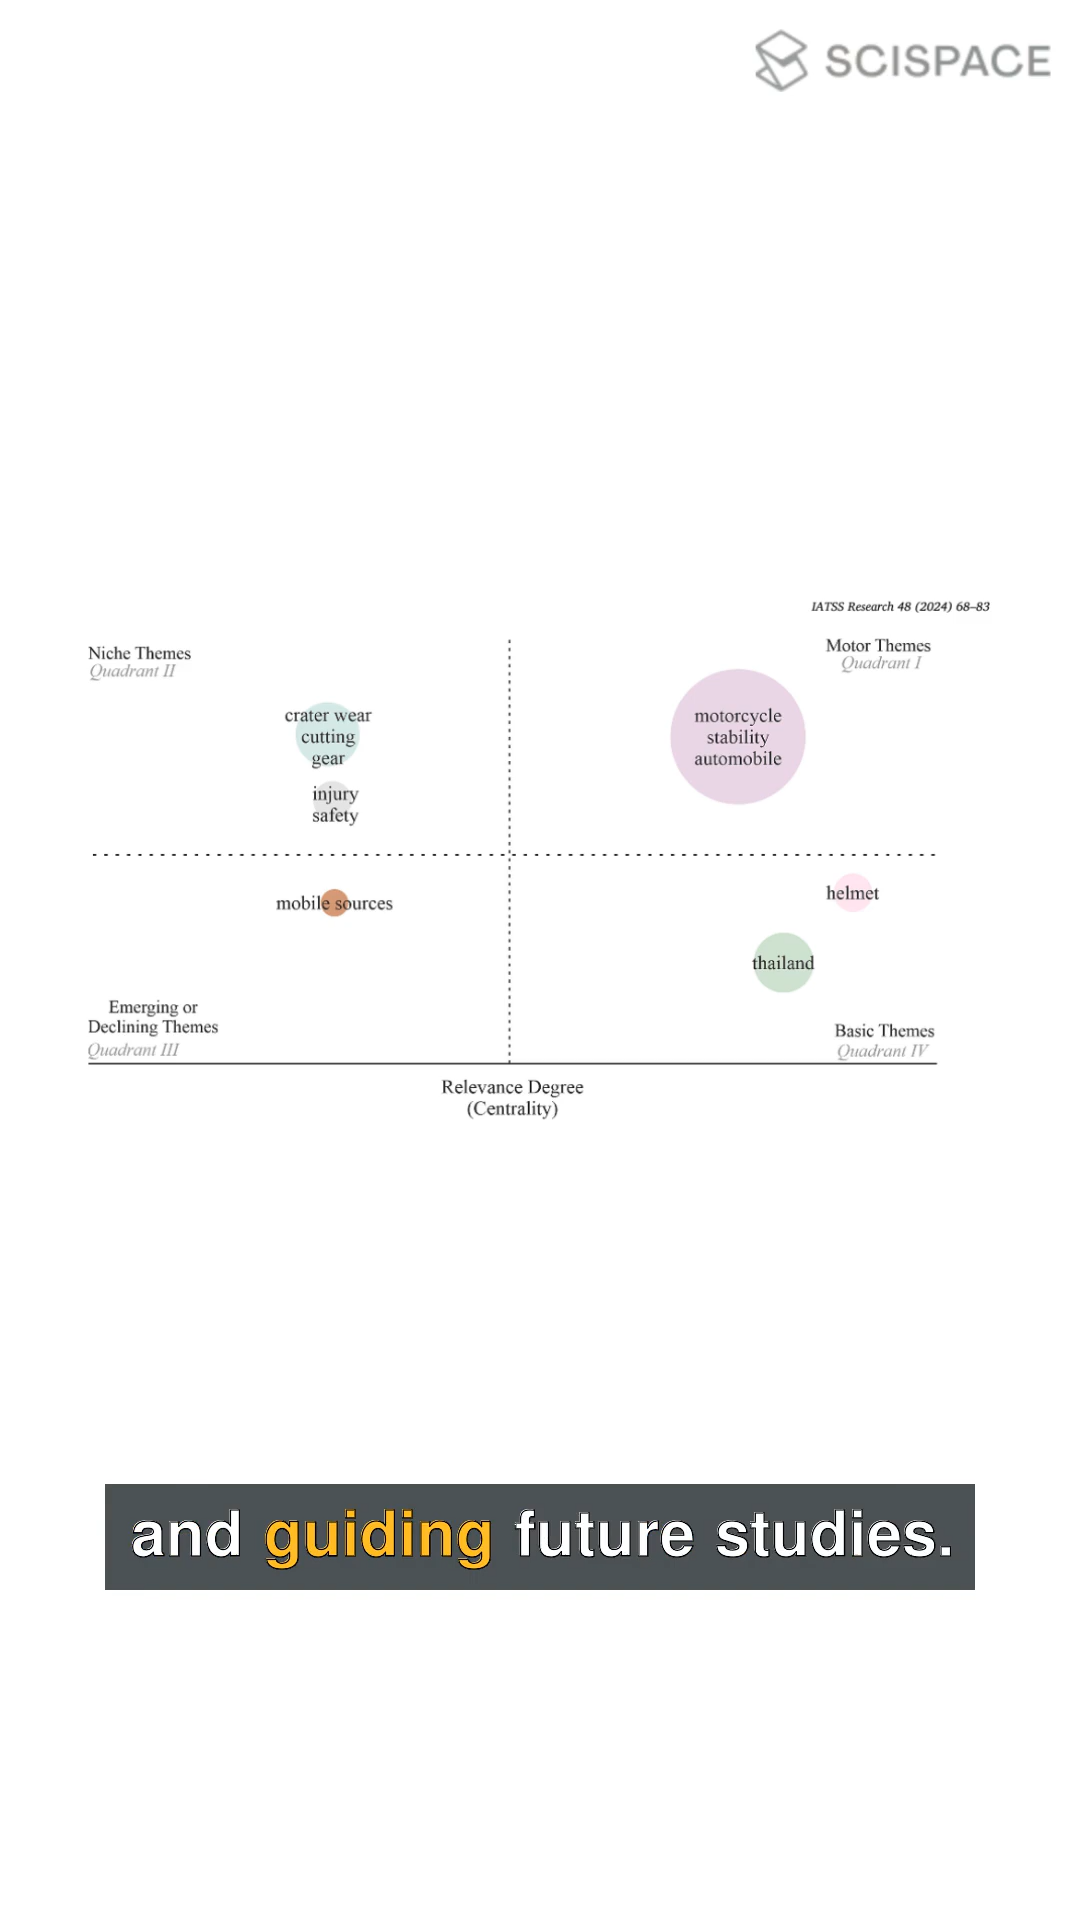 SCISPACE
IATSS Research 48 (2024) 68–83
Niche Themes
Quadrant II
Motor Themes
Quadrant I
crater wear
cutting
gear
injury
safety
motorcycle
stability
automobile
mobile sources
helmet
thailand
Emerging or
Declining Themes
Quadrant III
Basic Themes
Quadrant IV
Relevance Degree
(Centrality)
and guiding future studies.